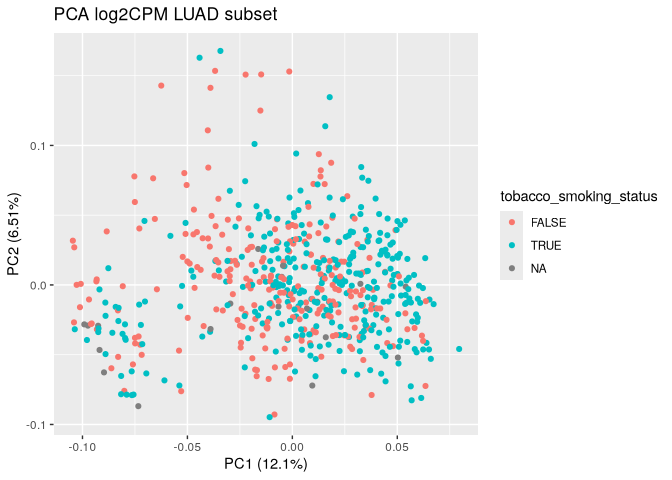 PCA log2CPM LUAD subset
PC2 (6.51%)
0.1
0.0
-0.1
-0.10
-0.05
0.00
0.05
PC1 (12.1%)
tobacco_smoking_status
FALSE
TRUE
NA